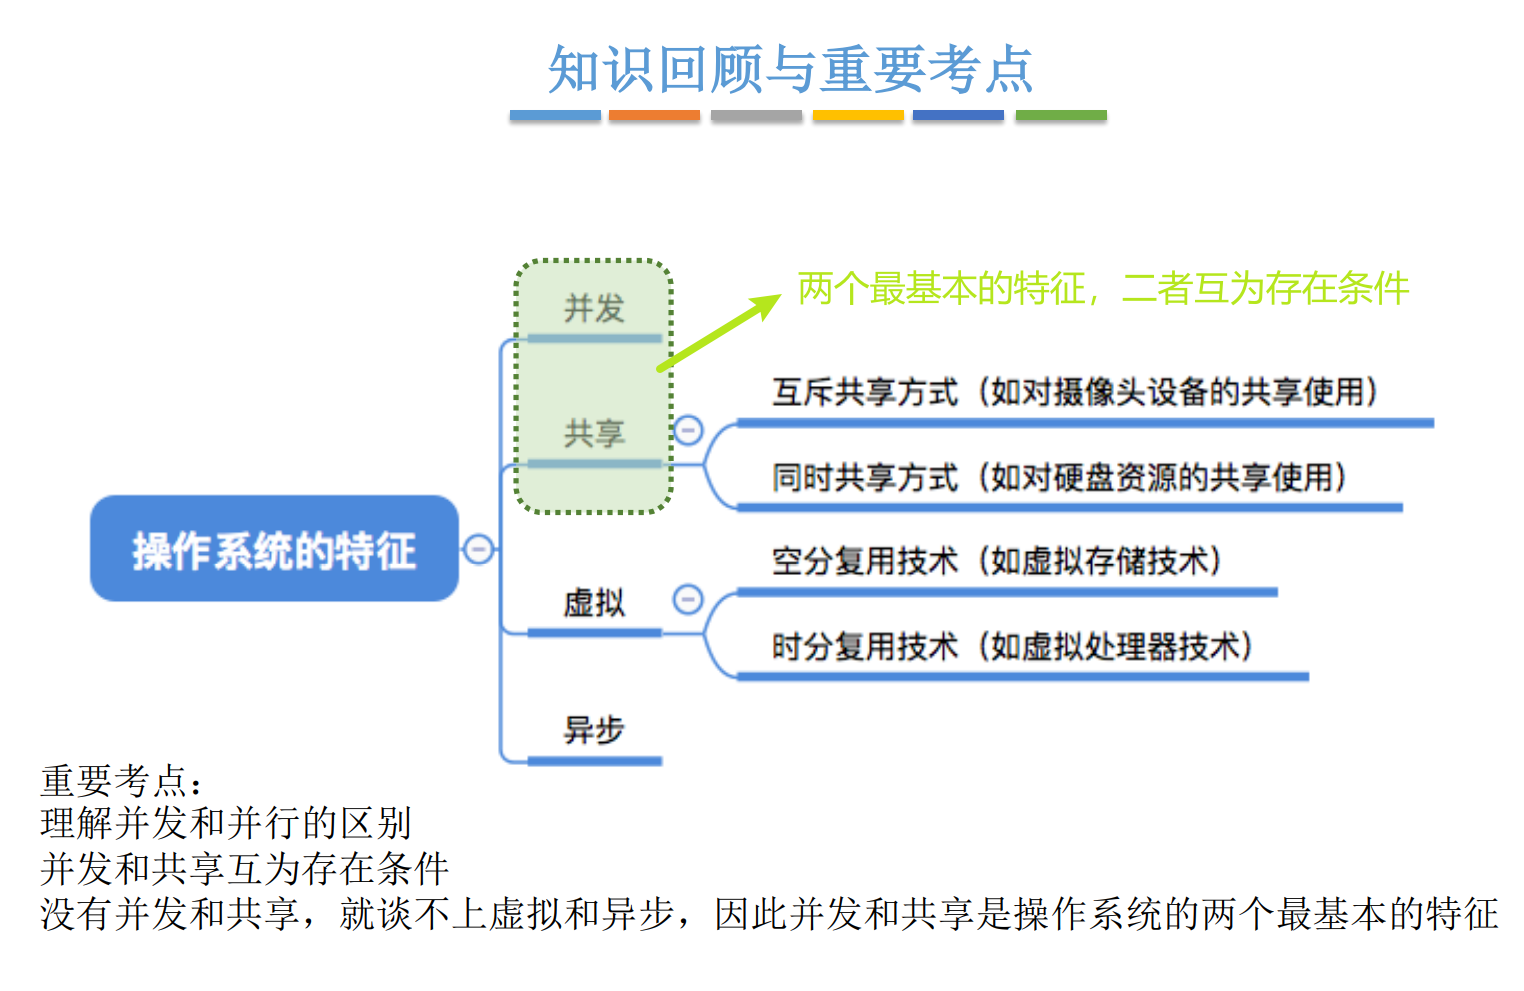 知识回顾与重要考点
两个最基本的特征，二者互为存在条件
并发
互斥共享方式（如对摄像头设备的共享使用）
共享
同时共享方式（如对硬盘资源的共享使用）
操作系统的特征
空分复用技术（如虚拟存储技术）
虚拟
时分复用技术（如虚拟处理器技术）
异步
重要考点：
理解并发和并行的区别
并发和共享互为存在条件
没有并发和共享，就谈不上虚拟和异步，因此并发和共享是操作系统的两个最基本的特征